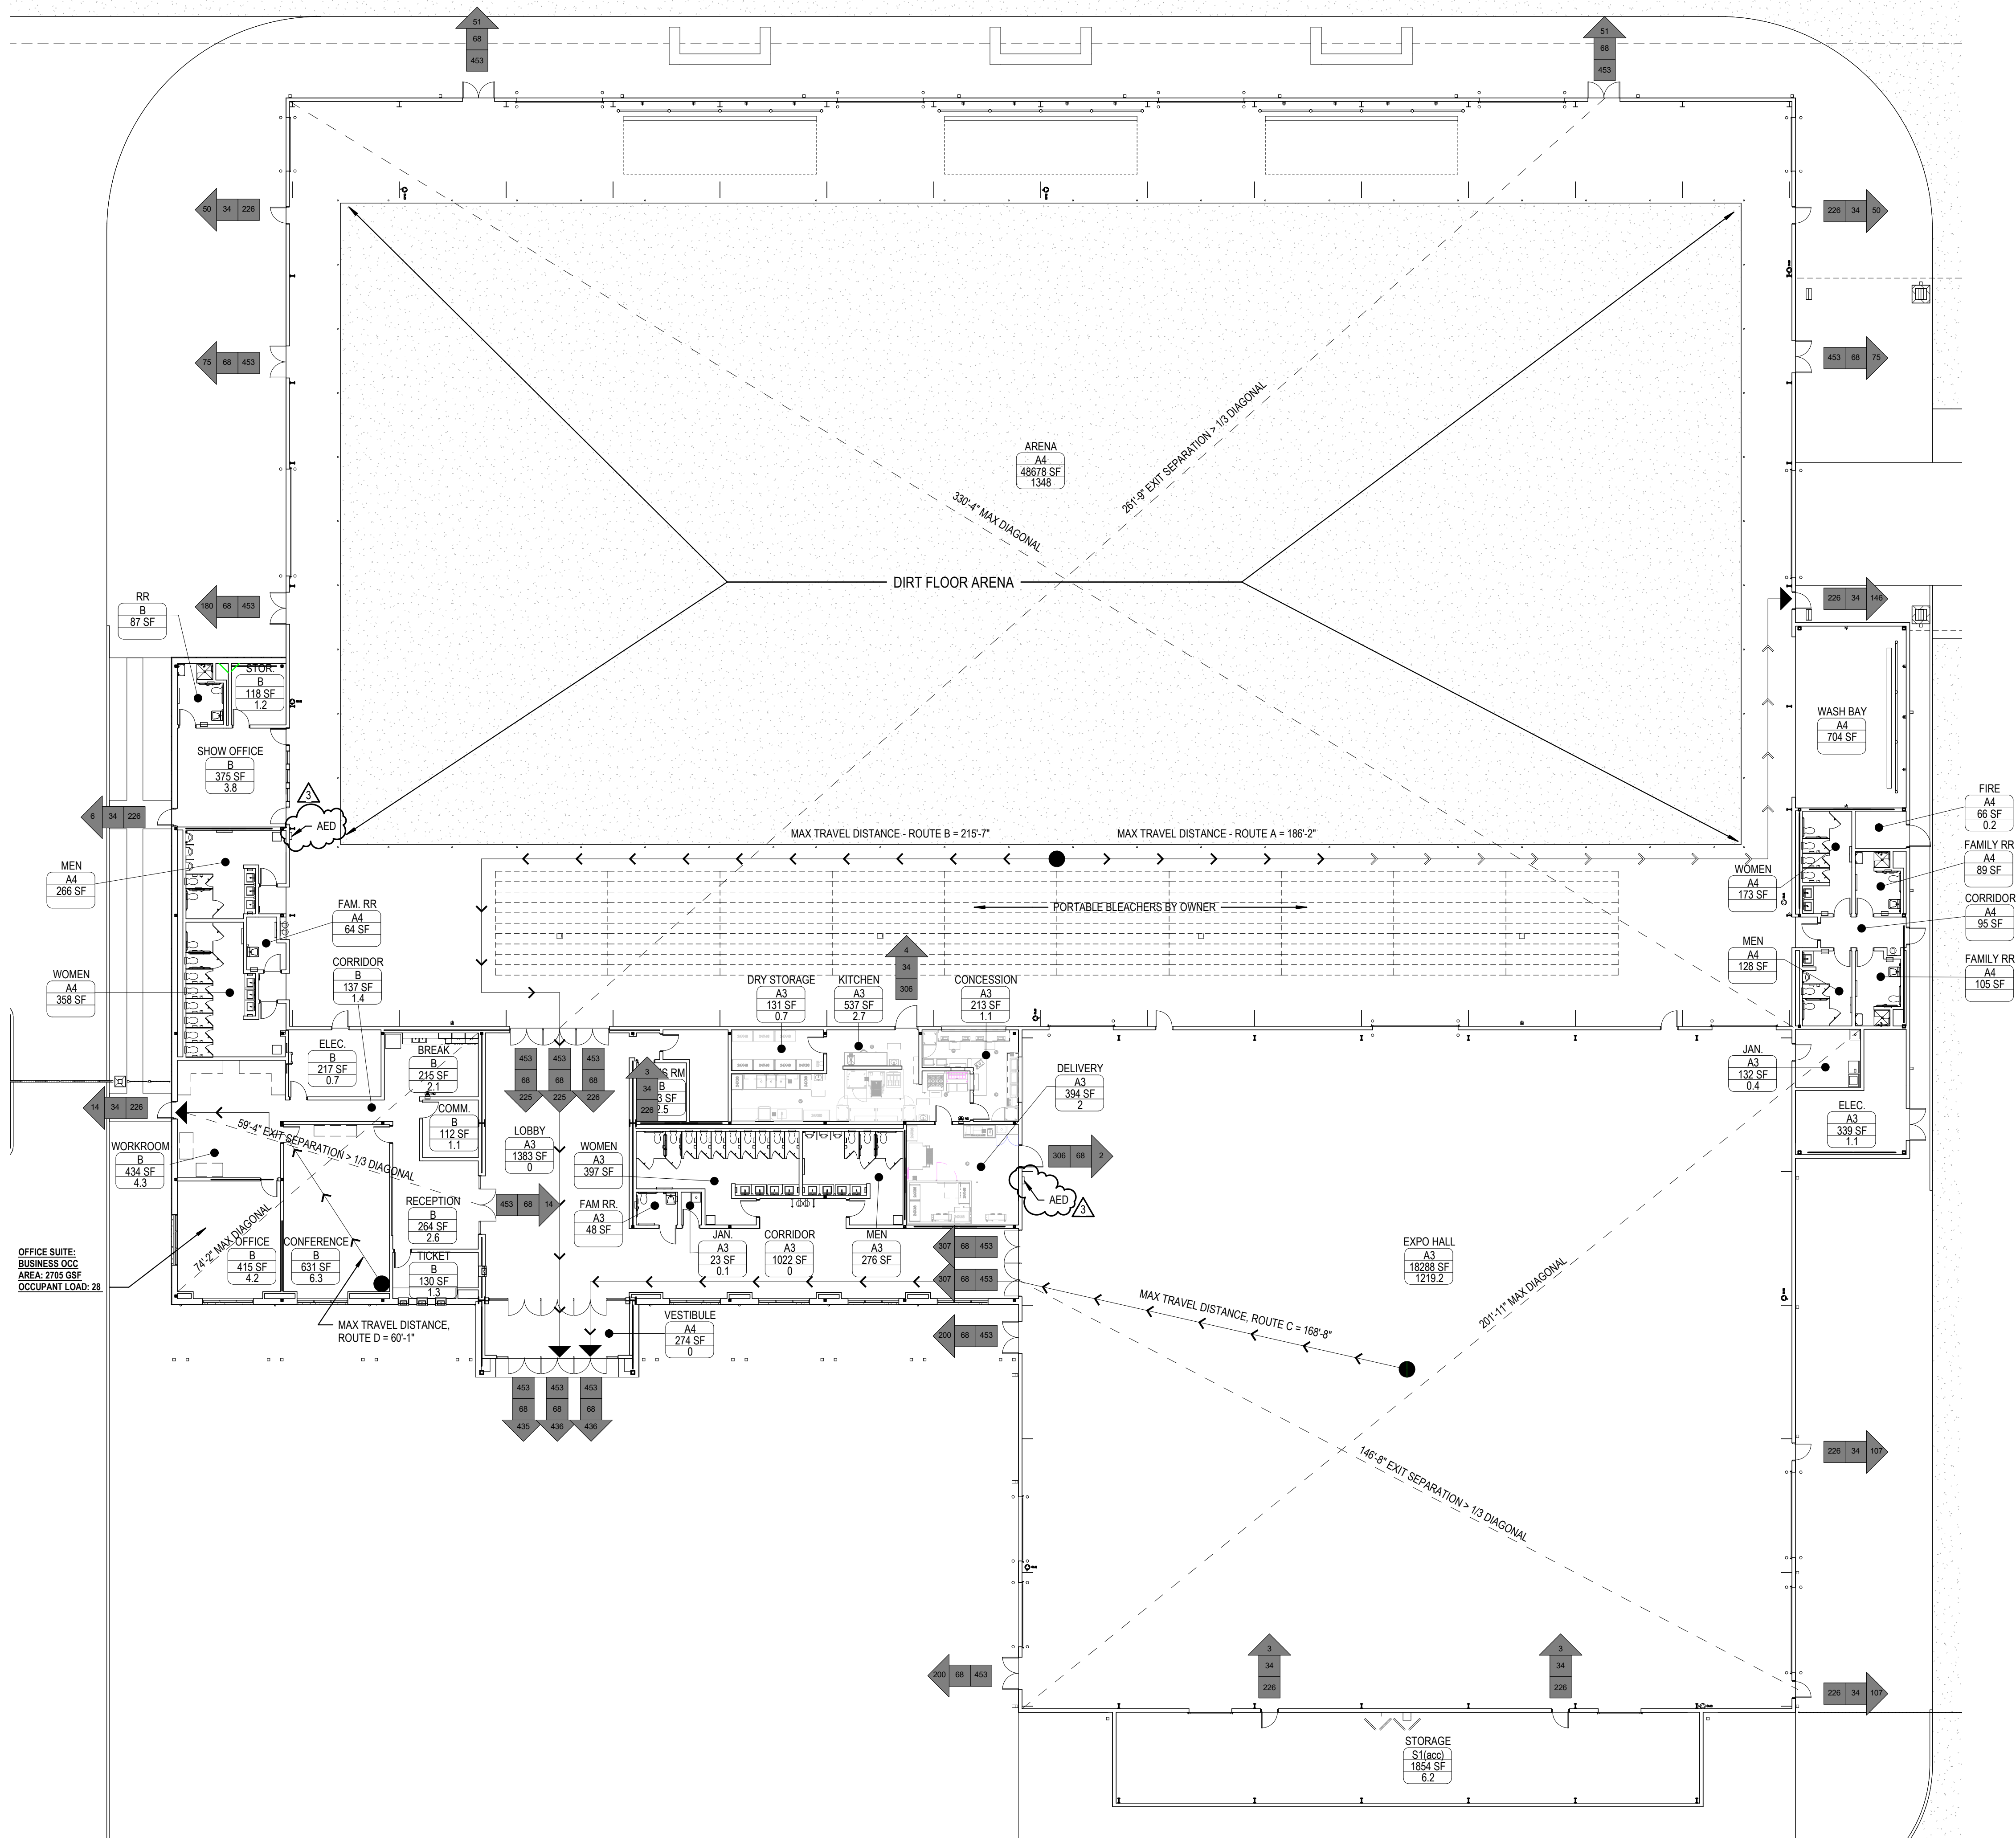 51
68
453
51
68
453
50 34 226
226 34 50
75 68 453
453 68 75
ARENA
A4
48678 SF
1348
261'-9" EXIT SEPARATION > 1/3 DIAGONAL
330'-4" MAX DIAGONAL
DIRT FLOOR ARENA
180 68 453
226 34 146
RR
B
87 SF
STOR.
B
118 SF
1.2
SHOW OFFICE
B
375 SF
3.8
WASH BAY
A4
704 SF
6 34 226
3
AED
MAX TRAVEL DISTANCE - ROUTE B = 215'-7"
MAX TRAVEL DISTANCE - ROUTE A = 186'-2"
FIRE
A4
66 SF
0.2
MEN
A4
266 SF
WOMEN
A4
173 SF
FAMILY RR
A4
89 SF
FAM. RR
A4
64 SF
PORTABLE BLEACHERS BY OWNER
CORRIDOR
A4
95 SF
WOMEN
A4
358 SF
CORRIDOR
B
137 SF
1.4
4
34
306
MEN
A4
128 SF
FAMILY RR
A4
105 SF
DRY STORAGE
A3
131 SF
0.7
KITCHEN
A3
537 SF
2.7
CONCESSION
A3
213 SF
1.1
ELEC.
B
217 SF
0.7
BREAK
B
215 SF
2.1
453
68
225
453
68
225
453
68
226
3
34
226
RM
B
SF
2.5
DELIVERY
A3
394 SF
2
JAN.
A3
132 SF
0.4
14 34 226
COMM.
B
112 SF
1.1
LOBBY
A3
1383 SF
0
ELEC.
A3
339 SF
1.1
59'-4" EXIT SEPARATION > 1/3 DIAGONAL
WORKROOM
B
434 SF
4.3
WOMEN
A3
397 SF
306 68 2
AED
3
RECEPTION
B
264 SF
2.6
453 68 14
FAM RR.
A3
48 SF
74'-2" MAX DIAGONAL
OFFICE
B
415 SF
4.2
CONFERENCE
B
631 SF
6.3
TICKET
B
130 SF
1.3
JAN.
A3
23 SF
0.1
CORRIDOR
A3
1022 SF
0
MEN
A3
276 SF
307 68 453
307 68 453
EXPO HALL
A3
18288 SF
1219.2
OFFICE SUITE:
BUSINESS OCC
AREA: 2705 GSF
OCCUPANT LOAD: 28
MAX TRAVEL DISTANCE,
ROUTE D = 60'-1"
VESTIBULE
A4
274 SF
0
200 68 453
MAX TRAVEL DISTANCE, ROUTE C = 168'-8"
201'-11" MAX DIAGONAL
453
68
435
453
68
436
453
68
436
146'-8" EXIT SEPARATION > 1/3 DIAGONAL
226 34 107
200 68 453
3
34
226
3
34
226
226 34 107
STORAGE
S1(acc)
1854 SF
6.2